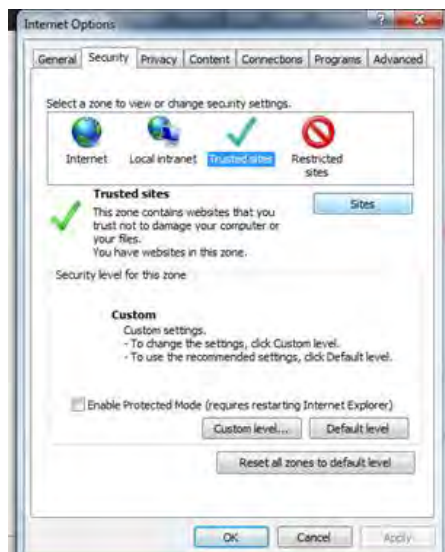 Internet Options
General Security Privacy Content Connections Programs Advanced
Select a zone to view or change security settings.
Internet Local intranet Trusted sites Restricted
sites
Trusted sites
Sites
This zone contains websites that you
trust not to damage your computer or
your files.
You have websites in this zone.
Security level for this zone
Custom
Custom settings.
- To change the settings, click Custom level.
- To use the recommended settings, click Default level.
Enable Protected Mode (requires restarting Internet Explorer)
Custom level... Default level
Reset all zones to default level
OK Cancel Apply